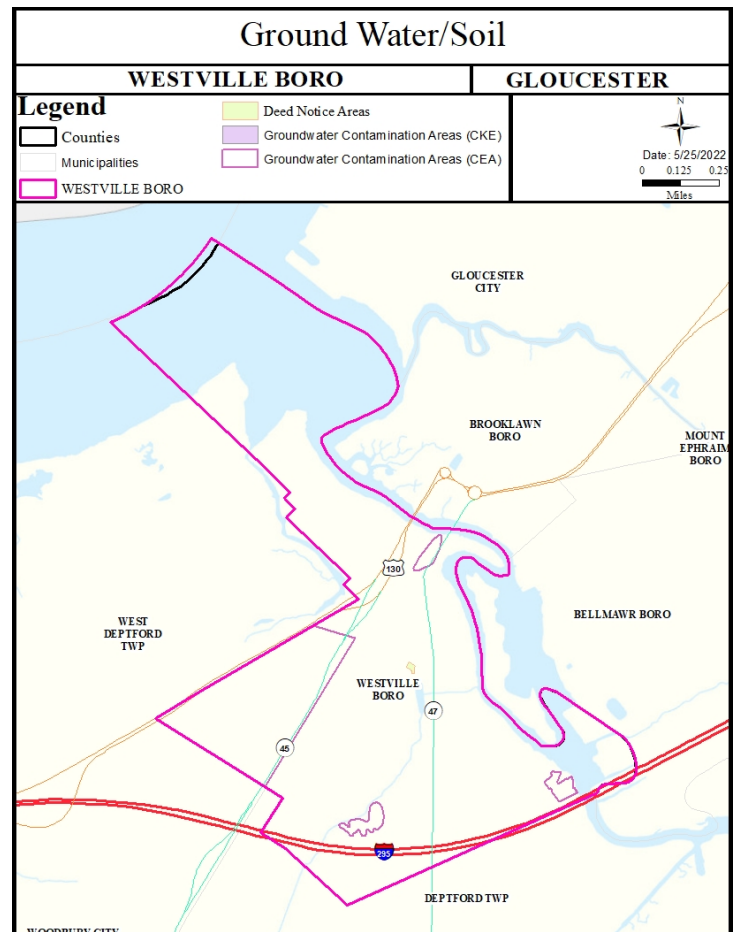 Ground Water/Soil
WESTVILLE BORO
GLOUCESTER
Legend
Counties
Municipalities
WESTVILLE BORO
Deed Notice Areas
Groundwater Contamination Areas (CKE)
Groundwater Contamination Areas (CEA)
N
Date: 5/25/2022
0 0.125 0.25
Miles
GLOUCESTER
CITY
BROOKLAWN
BORO
MOUNT
EPHRAIM
BORO
130
BELLMAWR BORO
WEST
DEPTFORD
TWP
WESTVILLE
BORO
47
45
295
DEPTFORD TWP
WOODBURY CITY